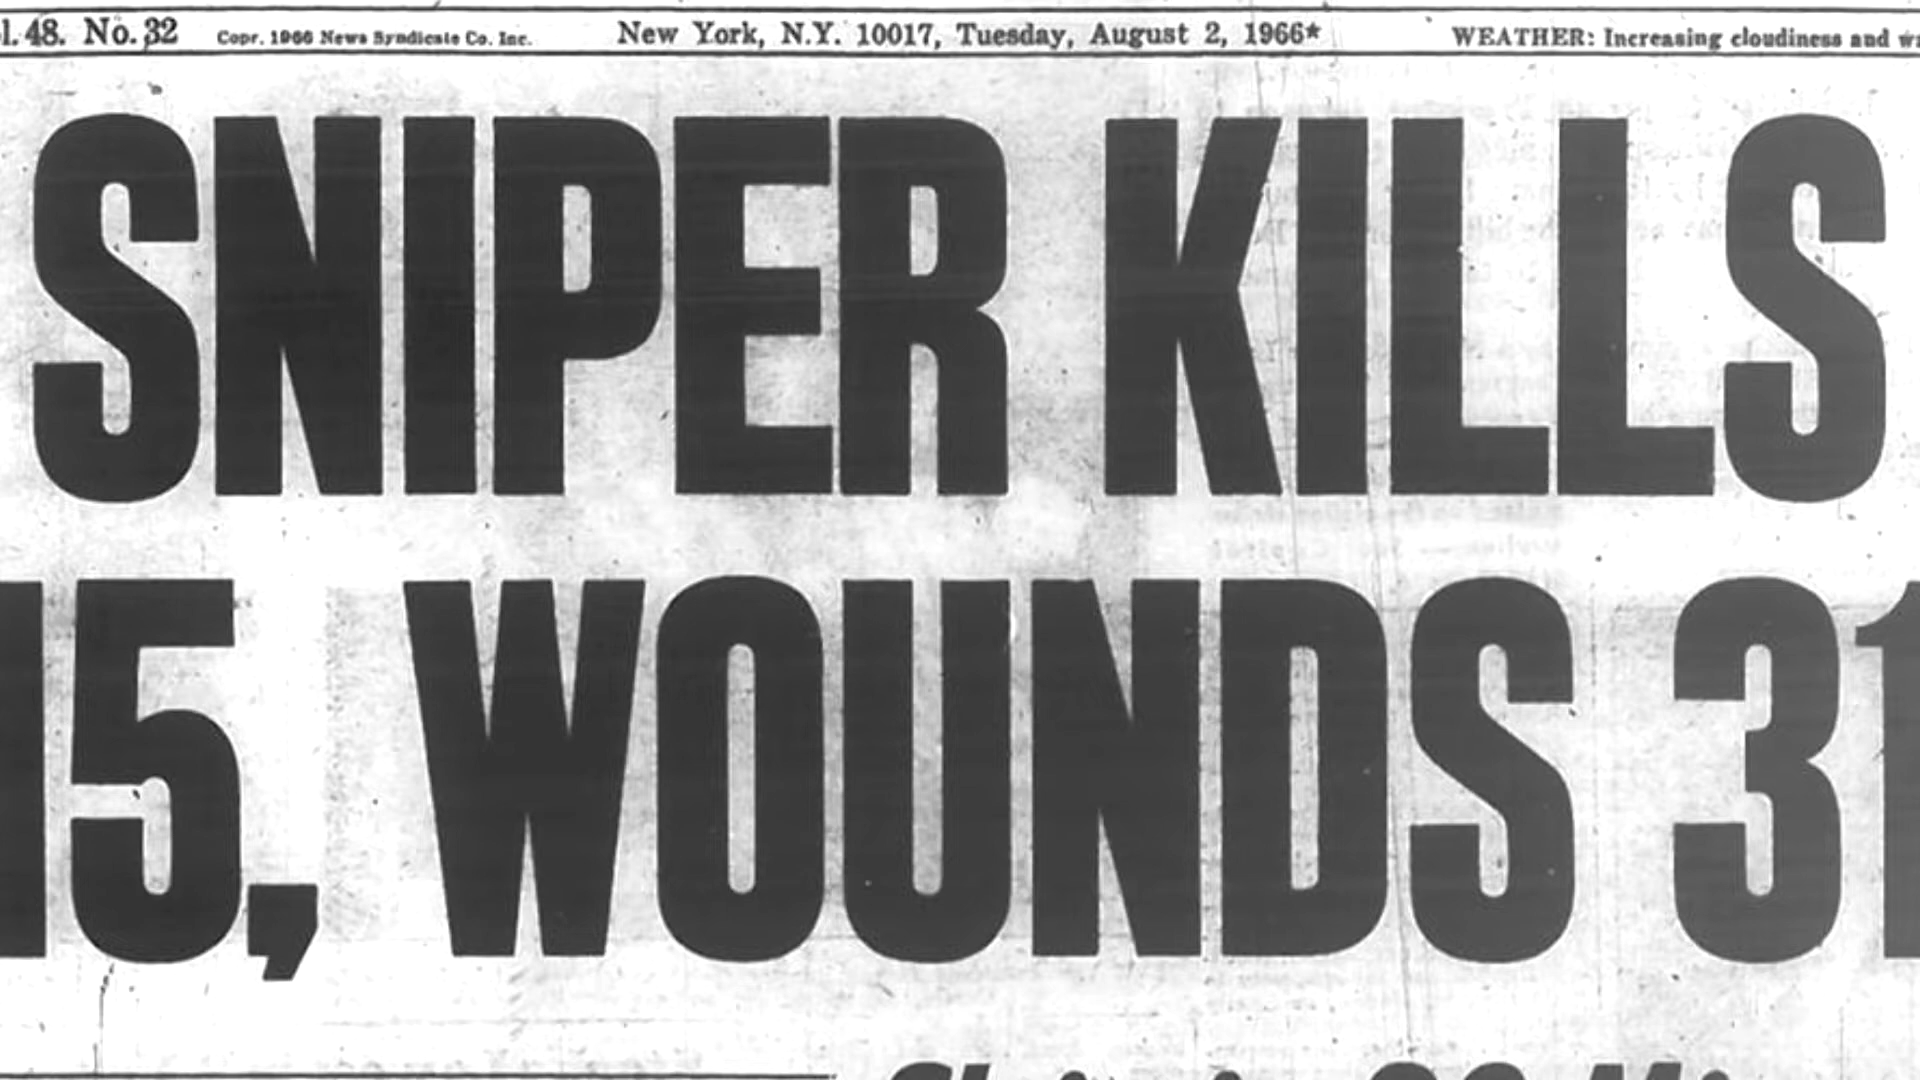 l. 48. No. 32 Copr. 1966 News Syndicate Co. Inc. New York, N.Y. 10017, Tuesday, August 2, 1966★ WEATHER: Increasing cloudiness and
SNIPER KILLS
15, WOUNDS 31